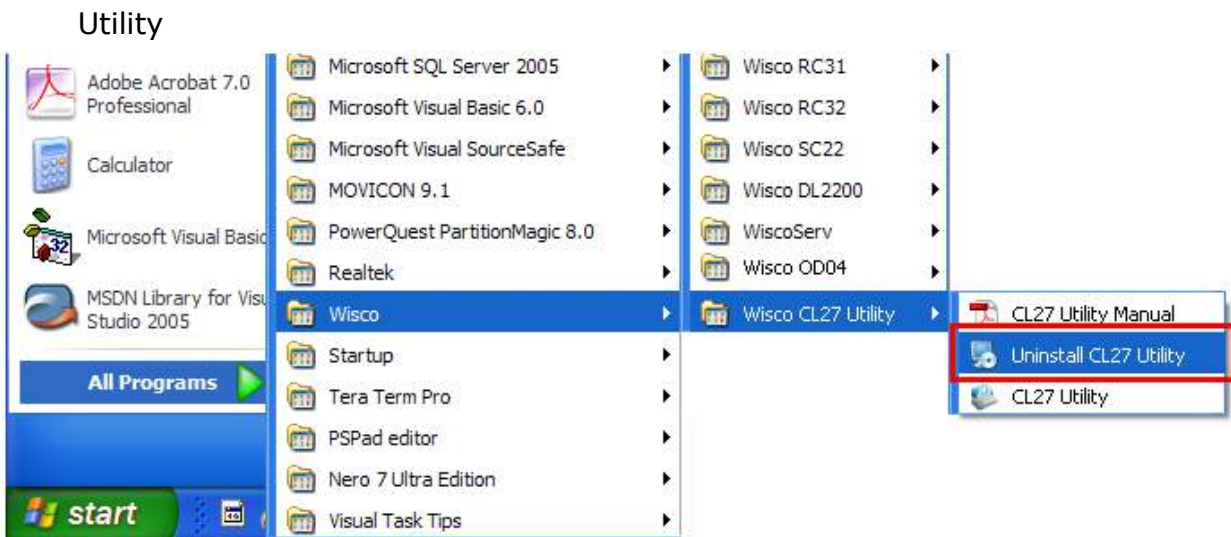 Utility
Adobe Acrobat 7.0
Professional
Calculator
Microsoft Visual Basic
32
MSDN Library for Visu
Studio 2005
All Programs
start
Microsoft SQL Server 2005
Microsoft Visual Basic 6.0
Microsoft Visual SourceSafe
MOVICON 9.1
PowerQuest PartitionMagic 8.0
Realtek
Wisco
Startup
Tera Term Pro
PSPad editor
Nero 7 Ultra Edition
Visual Task Tips
Wisco RC31
Wisco RC32
Wisco SC22
Wisco DL2200
WiscoServ
Wisco OD04
Wisco CL27 Utility
CL27 Utility Manual
Uninstall CL27 Utility
CL27 Utility